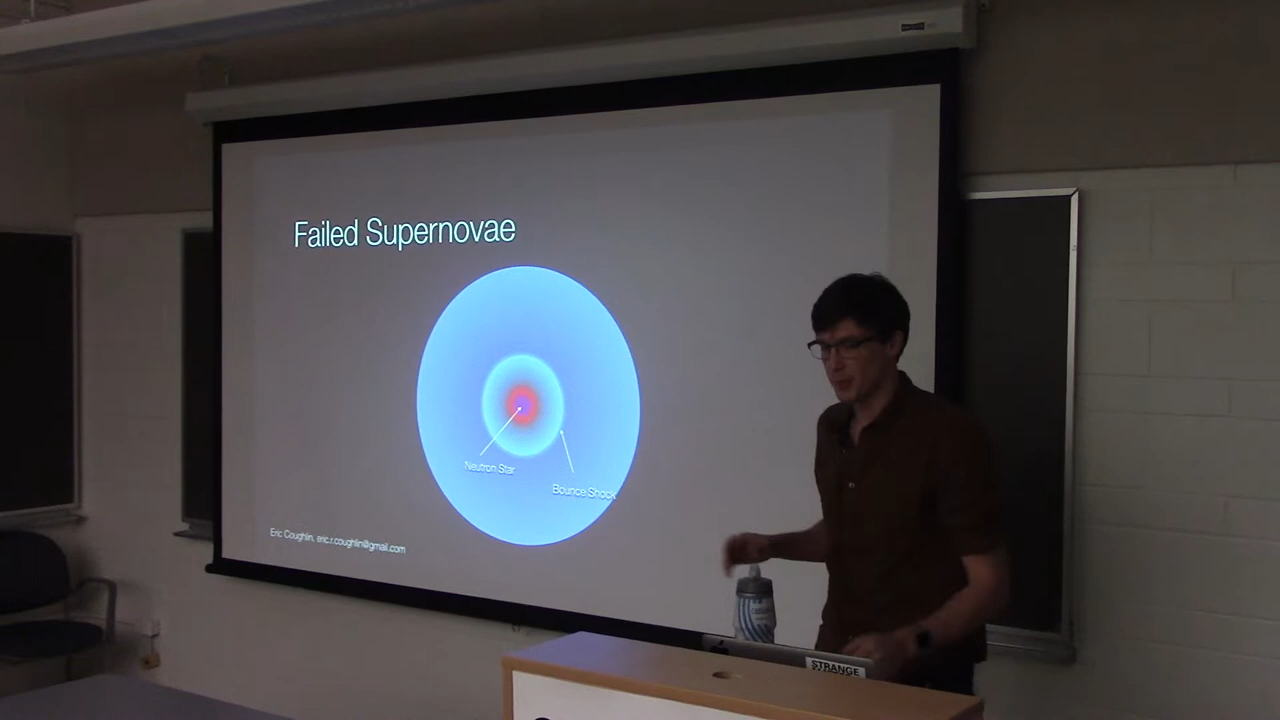 Failed Supernovae
Neutron Star
Bounce Shock
Eric Coughlin, eric.r.coughlin@gmail.com
STRANGE